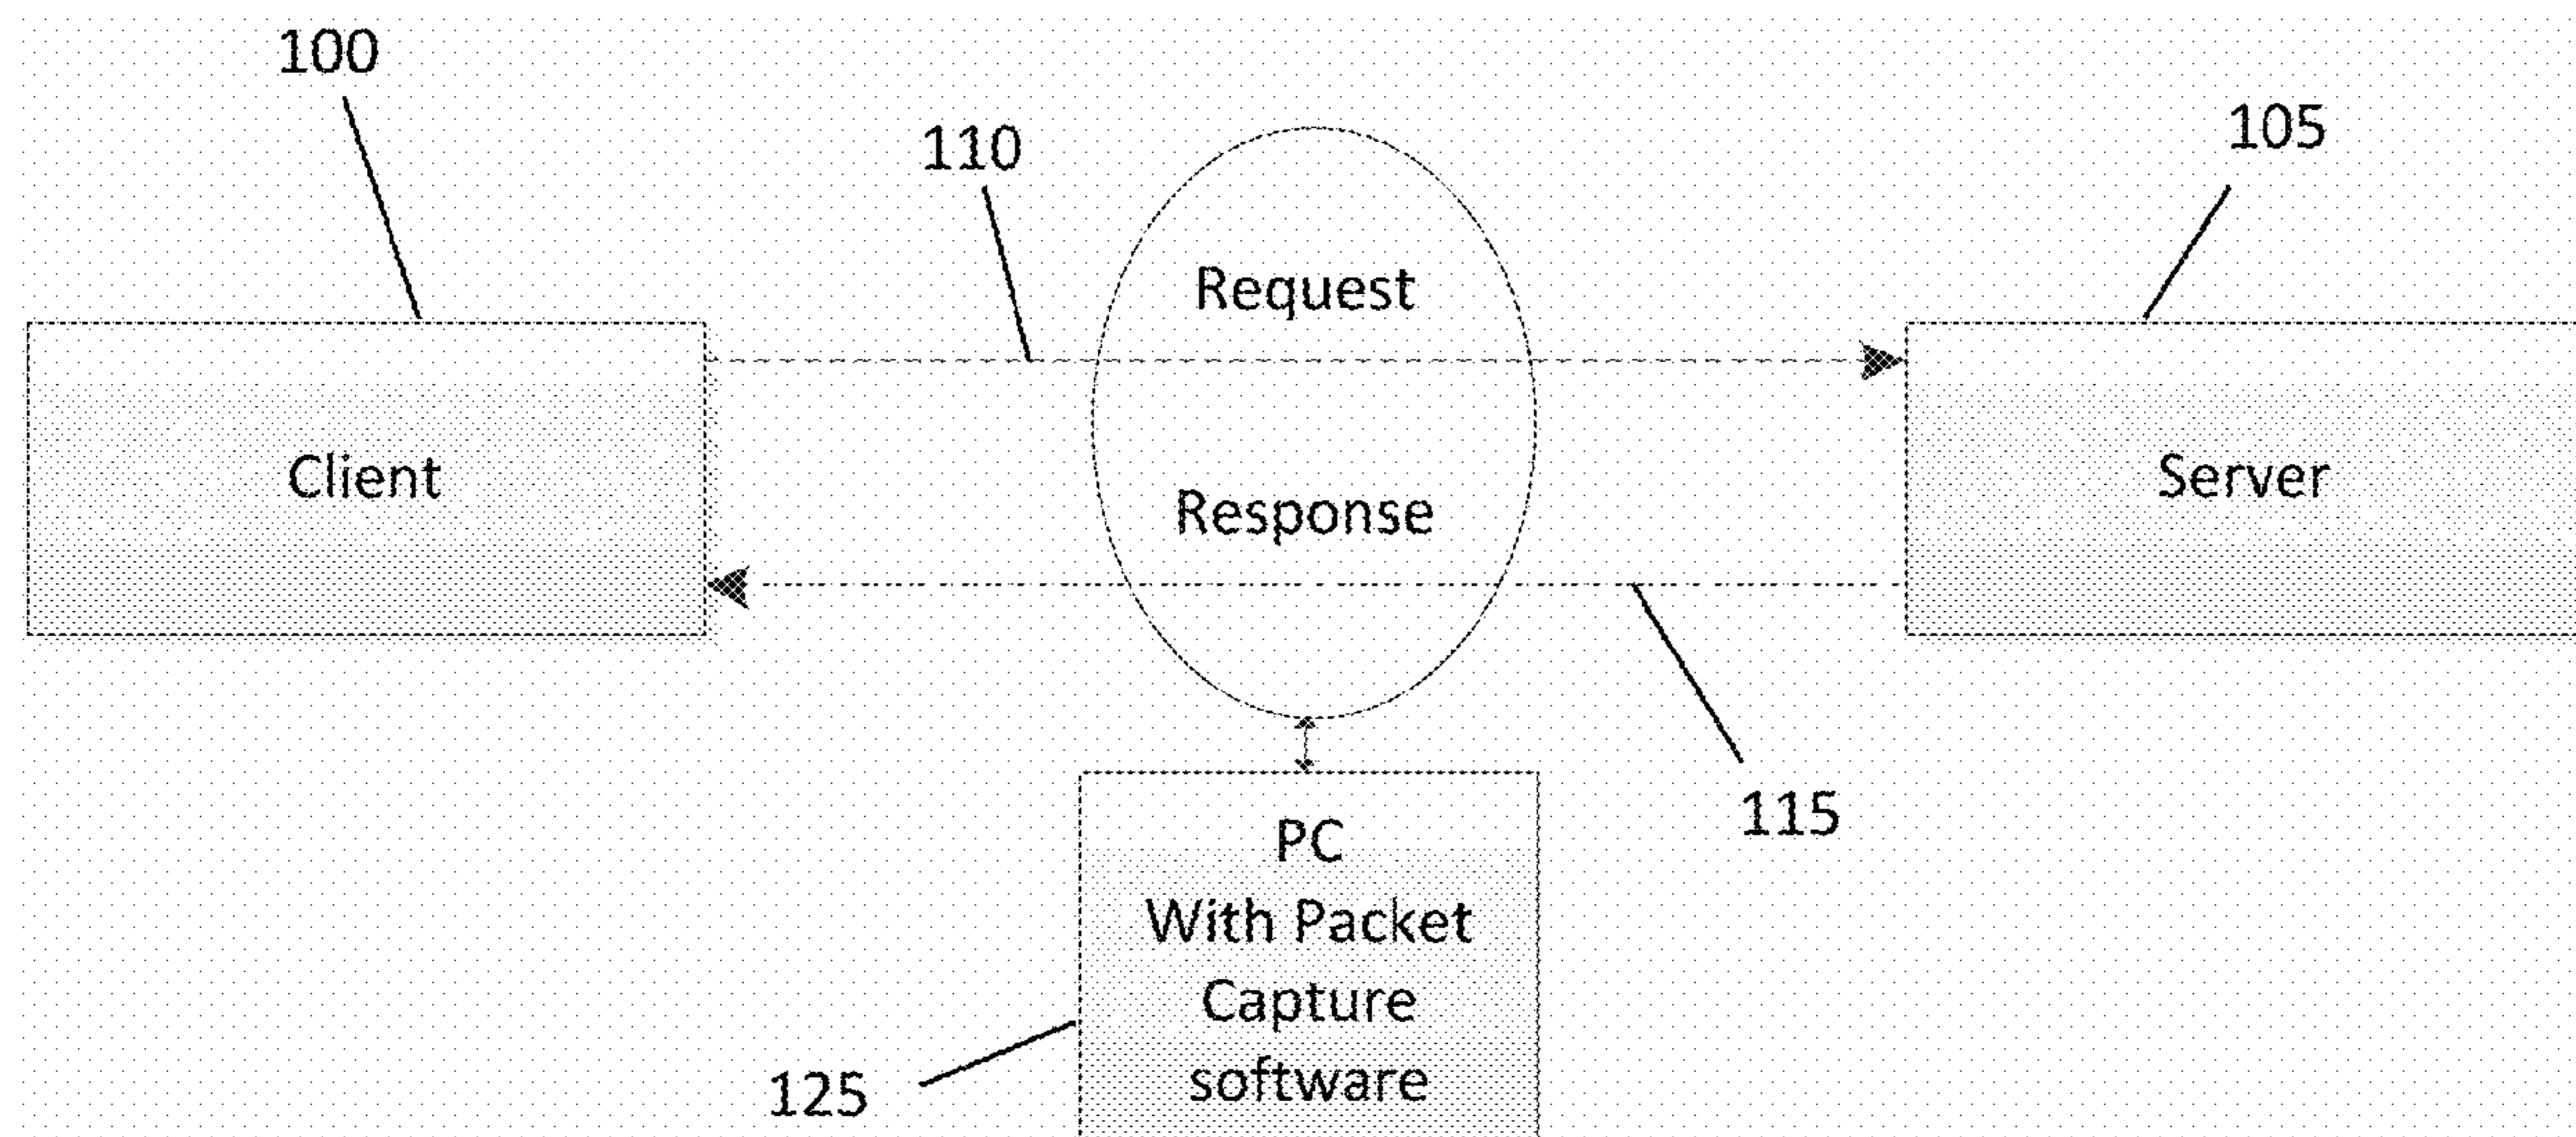 100
110
105
Request
Client
Server
Response
115
PC
With Packet
Capture
software
125